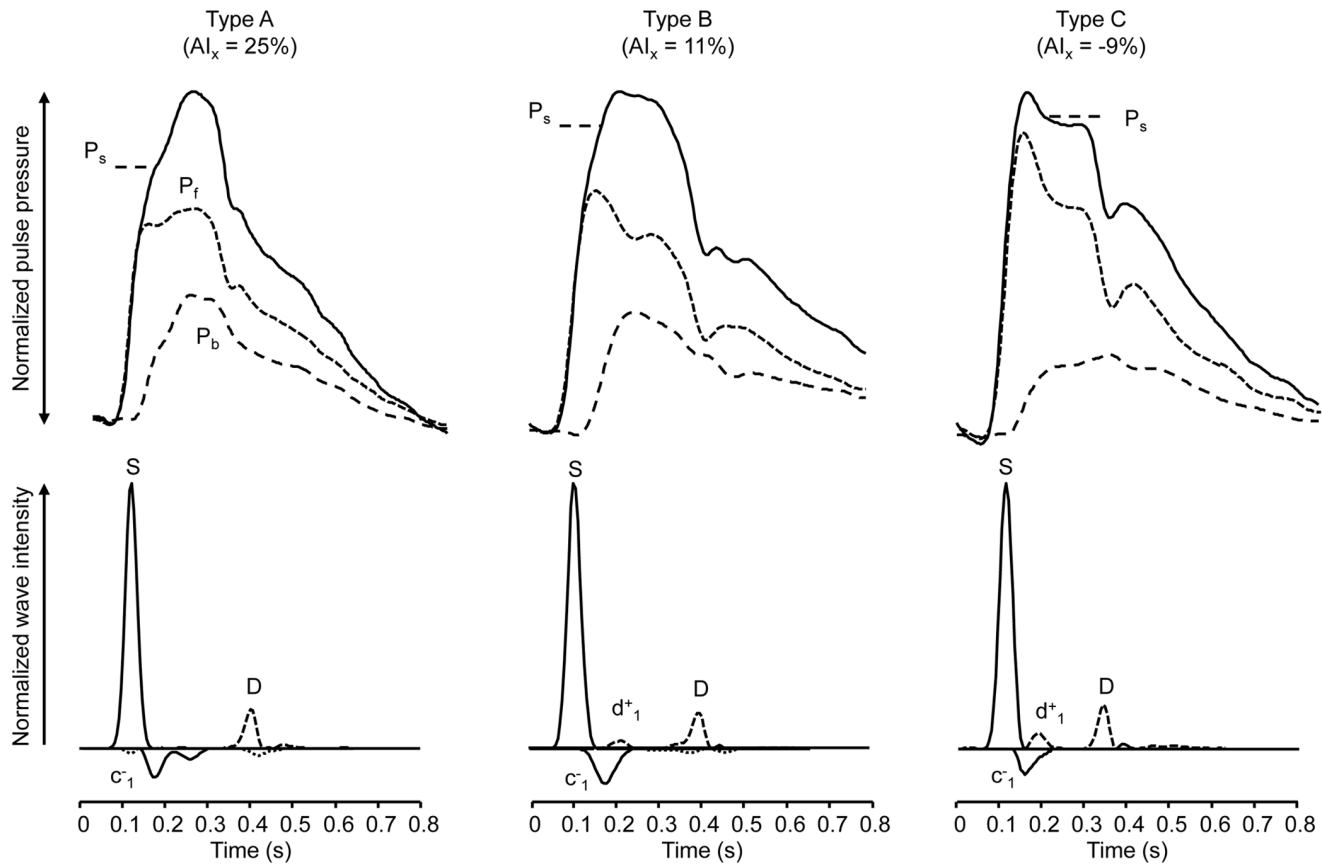 Type A
(AIx = 25%)
Type B
(AIx = 11%)
Type C
(AIx = -9%)
Normalized pulse pressure
Ps
Pf
Pb
Ps
Ps
Normalized wave intensity
S
c⁻1
D
S
c⁻1
d⁺1
D
S
c⁻1
d⁺1
D
0 0.1 0.2 0.3 0.4 0.5 0.6 0.7 0.8
Time (s)
0 0.1 0.2 0.3 0.4 0.5 0.6 0.7 0.8
Time (s)
0 0.1 0.2 0.3 0.4 0.5 0.6 0.7 0.8
Time (s)